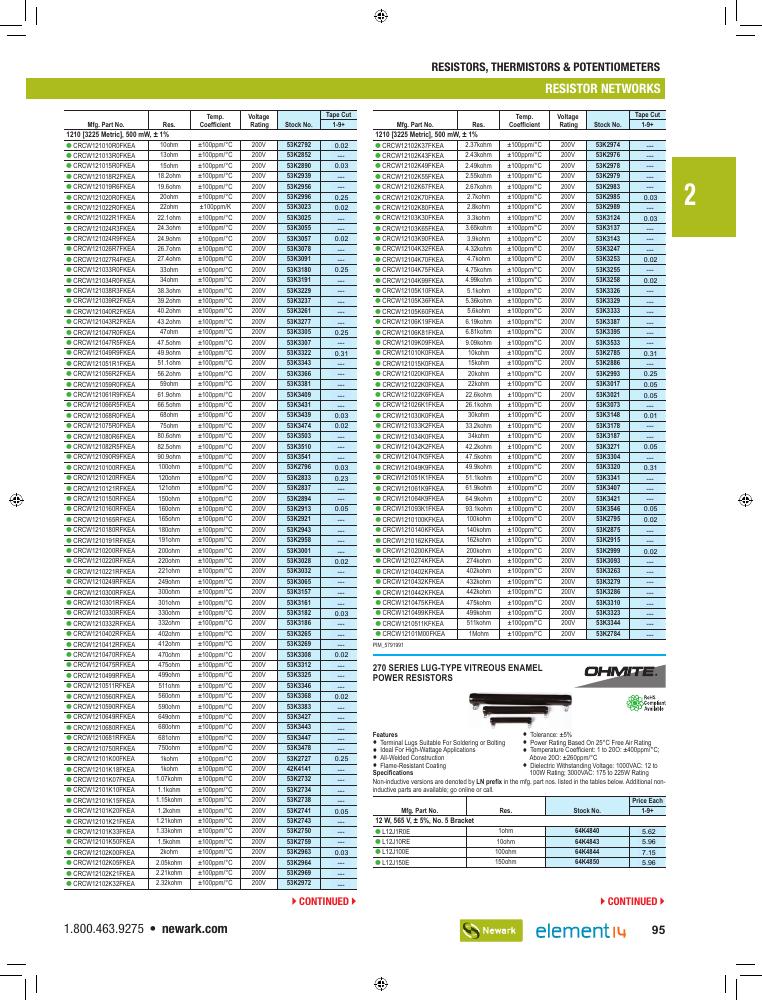 RESISTORS, THERMISTORS & POTENTIOMETERS
RESISTOR NETWORKS
2
Mfg. Part No. Res. Temp. Coefficient Voltage Rating Stock No. Tape Cut 1-9+
1210 [3225 Metric], 500 mW, ± 1%
CRCW121010R0FKEA 10ohm ±100ppm/°C 200V 53K2792 0.02
CRCW121013R0FKEA 13ohm ±100ppm/°C 200V 53K2852 —
CRCW121015R0FKEA 15ohm ±100ppm/°C 200V 53K2890 0.03
CRCW121018R2FKEA 18.2ohm ±100ppm/°C 200V 53K2939 —
CRCW121019R6FKEA 19.6ohm ±100ppm/°C 200V 53K2956 —
CRCW121020R0FKEA 20ohm ±100ppm/°C 200V 53K2996 0.25
CRCW121022R0FKEA 22ohm ±100ppm/K 200V 53K3023 0.02
CRCW121022R1FKEA 22.1ohm ±100ppm/°C 200V 53K3025 —
CRCW121024R3FKEA 24.3ohm ±100ppm/°C 200V 53K3055 —
CRCW121024R9FKEA 24.9ohm ±100ppm/°C 200V 53K3057 0.02
CRCW121026R7FKEA 26.7ohm ±100ppm/°C 200V 53K3078 —
CRCW121027R4FKEA 27.4ohm ±100ppm/°C 200V 53K3091 —
CRCW121033R0FKEA 33ohm ±100ppm/°C 200V 53K3180 0.25
CRCW121034R0FKEA 34ohm ±100ppm/°C 200V 53K3191 —
CRCW121038R3FKEA 38.3ohm ±100ppm/°C 200V 53K3229 —
CRCW121039R2FKEA 39.2ohm ±100ppm/°C 200V 53K3237 —
CRCW121040R2FKEA 40.2ohm ±100ppm/°C 200V 53K3261 —
CRCW121043R2FKEA 43.2ohm ±100ppm/°C 200V 53K3277 —
CRCW121047R0FKEA 47ohm ±100ppm/°C 200V 53K3305 0.25
CRCW121047R5FKEA 47.5ohm ±100ppm/°C 200V 53K3307 —
CRCW121049R9FKEA 49.9ohm ±100ppm/°C 200V 53K3322 0.31
CRCW121051R1FKEA 51.1ohm ±100ppm/°C 200V 53K3343 —
CRCW121056R2FKEA 56.2ohm ±100ppm/°C 200V 53K3366 —
CRCW121059R0FKEA 59ohm ±100ppm/°C 200V 53K3381 —
CRCW121061R9FKEA 61.9ohm ±100ppm/°C 200V 53K3409 —
CRCW121066R5FKEA 66.5ohm ±100ppm/°C 200V 53K3431 —
CRCW121068R0FKEA 68ohm ±100ppm/°C 200V 53K3439 0.03
CRCW121075R0FKEA 75ohm ±100ppm/°C 200V 53K3474 0.02
CRCW121080R6FKEA 80.6ohm ±100ppm/°C 200V 53K3503 —
CRCW121082R5FKEA 82.5ohm ±100ppm/°C 200V 53K3510 —
CRCW121090R9FKEA 90.9ohm ±100ppm/°C 200V 53K3541 —
CRCW1210100RFKEA 100ohm ±100ppm/°C 200V 53K2796 0.03
CRCW1210120RFKEA 120ohm ±100ppm/°C 200V 53K2833 0.23
CRCW1210121RFKEA 121ohm ±100ppm/°C 200V 53K2837 —
CRCW1210150RFKEA 150ohm ±100ppm/°C 200V 53K2894 —
CRCW1210160RFKEA 160ohm ±100ppm/°C 200V 53K2913 0.05
CRCW1210165RFKEA 165ohm ±100ppm/°C 200V 53K2921 —
CRCW1210180RFKEA 180ohm ±100ppm/°C 200V 53K2943 —
CRCW1210191RFKEA 191ohm ±100ppm/°C 200V 53K2958 —
CRCW1210200RFKEA 200ohm ±100ppm/°C 200V 53K3001 —
CRCW1210220RFKEA 220ohm ±100ppm/°C 200V 53K3028 0.02
CRCW1210221RFKEA 221ohm ±100ppm/°C 200V 53K3032 —
CRCW1210249RFKEA 249ohm ±100ppm/°C 200V 53K3065 —
CRCW1210300RFKEA 300ohm ±100ppm/°C 200V 53K3157 —
CRCW1210301RFKEA 301ohm ±100ppm/°C 200V 53K3161 —
CRCW1210330RFKEA 330ohm ±100ppm/°C 200V 53K3182 0.03
CRCW1210332RFKEA 332ohm ±100ppm/°C 200V 53K3186 —
CRCW1210402RFKEA 402ohm ±100ppm/°C 200V 53K3265 —
CRCW1210412RFKEA 412ohm ±100ppm/°C 200V 53K3269 —
CRCW1210470RFKEA 470ohm ±100ppm/°C 200V 53K3308 0.02
CRCW1210475RFKEA 475ohm ±100ppm/°C 200V 53K3312 —
CRCW1210499RFKEA 499ohm ±100ppm/°C 200V 53K3325 —
CRCW1210511RFKEA 511ohm ±100ppm/°C 200V 53K3346 —
CRCW1210560RFKEA 560ohm ±100ppm/°C 200V 53K3368 0.02
CRCW1210590RFKEA 590ohm ±100ppm/°C 200V 53K3383 —
CRCW1210649RFKEA 649ohm ±100ppm/°C 200V 53K3427 —
CRCW1210680RFKEA 680ohm ±100ppm/°C 200V 53K3443 —
CRCW1210681RFKEA 681ohm ±100ppm/°C 200V 53K3447 —
CRCW1210750RFKEA 750ohm ±100ppm/°C 200V 53K3478 —
CRCW12101K00FKEA 1kohm ±100ppm/°C 200V 53K2727 0.25
CRCW12101K18FKEA 1kohm ±100ppm/°C 200V 42K4141 —
CRCW12101K07FKEA 1.07kohm ±100ppm/°C 200V 53K2732 —
CRCW12101K10FKEA 1.1kohm ±100ppm/°C 200V 53K2734 —
CRCW12101K15FKEA 1.15kohm ±100ppm/°C 200V 53K2738 —
CRCW12101K20FKEA 1.2kohm ±100ppm/°C 200V 53K2741 0.05
CRCW12101K21FKEA 1.21kohm ±100ppm/°C 200V 53K2743 —
CRCW12101K33FKEA 1.33kohm ±100ppm/°C 200V 53K2750 —
CRCW12101K50FKEA 1.5kohm ±100ppm/°C 200V 53K2759 —
CRCW12102K00FKEA 2kohm ±100ppm/°C 200V 53K2963 0.03
CRCW12102K05FKEA 2.05kohm ±100ppm/°C 200V 53K2964 —
CRCW12102K21FKEA 2.21kohm ±100ppm/°C 200V 53K2969 —
CRCW12102K32FKEA 2.32kohm ±100ppm/°C 200V 53K2972 —
CONTINUED
Mfg. Part No. Res. Temp. Coefficient Voltage Rating Stock No. Tape Cut 1-9+
1210 [3225 Metric], 500 mW, ± 1%
CRCW12102K37FKEA 2.37kohm ±100ppm/°C 200V 53K2974 —
CRCW12102K43FKEA 2.43kohm ±100ppm/°C 200V 53K2976 —
CRCW12102K49FKEA 2.49kohm ±100ppm/°C 200V 53K2978 —
CRCW12102K55FKEA 2.55kohm ±100ppm/°C 200V 53K2979 —
CRCW12102K67FKEA 2.67kohm ±100ppm/°C 200V 53K2983 —
CRCW12102K70FKEA 2.7kohm ±100ppm/°C 200V 53K2985 0.03
CRCW12102K80FKEA 2.8kohm ±100ppm/°C 200V 53K2989 —
CRCW12103K30FKEA 3.3kohm ±100ppm/°C 200V 53K3124 0.03
CRCW12103K65FKEA 3.65kohm ±100ppm/°C 200V 53K3137 —
CRCW12103K90FKEA 3.9kohm ±100ppm/°C 200V 53K3143 —
CRCW12104K32FKEA 4.32kohm ±100ppm/°C 200V 53K3247 —
CRCW12104K70FKEA 4.7kohm ±100ppm/°C 200V 53K3253 0.02
CRCW12104K75FKEA 4.75kohm ±100ppm/°C 200V 53K3255 —
CRCW12104K99FKEA 4.99kohm ±100ppm/°C 200V 53K3258 0.02
CRCW12105K10FKEA 5.1kohm ±100ppm/°C 200V 53K3326 —
CRCW12105K36FKEA 5.36kohm ±100ppm/°C 200V 53K3329 —
CRCW12105K60FKEA 5.6kohm ±100ppm/°C 200V 53K3333 —
CRCW12106K19FKEA 6.19kohm ±100ppm/°C 200V 53K3387 —
CRCW12106K81FKEA 6.81kohm ±100ppm/°C 200V 53K3395 —
CRCW12109K09FKEA 9.09kohm ±100ppm/°C 200V 53K3533 —
CRCW121010K0FKEA 10kohm ±100ppm/°C 200V 53K2785 0.31
CRCW121015K0FKEA 15kohm ±100ppm/°C 200V 53K2886 —
CRCW121020K0FKEA 20kohm ±100ppm/°C 200V 53K2993 0.25
CRCW121022K0FKEA 22kohm ±100ppm/°C 200V 53K3017 0.05
CRCW121022K6FKEA 22.6kohm ±100ppm/°C 200V 53K3021 0.05
CRCW121026K1FKEA 26.1kohm ±100ppm/°C 200V 53K3073 —
CRCW121030K0FKEA 30kohm ±100ppm/°C 200V 53K3148 0.01
CRCW121033K2FKEA 33.2kohm ±100ppm/°C 200V 53K3178 —
CRCW121034K0FKEA 34kohm ±100ppm/°C 200V 53K3187 —
CRCW121042K2FKEA 42.2kohm ±100ppm/°C 200V 53K3271 0.05
CRCW121047K5FKEA 47.5kohm ±100ppm/°C 200V 53K3304 —
CRCW121049K9FKEA 49.9kohm ±100ppm/°C 200V 53K3320 0.31
CRCW121051K1FKEA 51.1kohm ±100ppm/°C 200V 53K3341 —
CRCW121061K9FKEA 61.9kohm ±100ppm/°C 200V 53K3407 —
CRCW121064K9FKEA 64.9kohm ±100ppm/°C 200V 53K3421 —
CRCW121093K1FKEA 93.1kohm ±100ppm/°C 200V 53K3546 0.05
CRCW1210100KFKEA 100kohm ±100ppm/°C 200V 53K2795 0.02
CRCW1210140KFKEA 140kohm ±100ppm/°C 200V 53K2875 —
CRCW1210162KFKEA 162kohm ±100ppm/°C 200V 53K2915 —
CRCW1210200KFKEA 200kohm ±100ppm/°C 200V 53K2999 0.02
CRCW1210274KFKEA 274kohm ±100ppm/°C 200V 53K3093 —
CRCW1210402KFKEA 402kohm ±100ppm/°C 200V 53K3263 —
CRCW1210432KFKEA 432kohm ±100ppm/°C 200V 53K3279 —
CRCW1210442KFKEA 442kohm ±100ppm/°C 200V 53K3286 —
CRCW1210475KFKEA 475kohm ±100ppm/°C 200V 53K3310 —
CRCW1210499KFKEA 499kohm ±100ppm/°C 200V 53K3323 —
CRCW1210511KFKEA 511kohm ±100ppm/°C 200V 53K3344 —
CRCW12101M00FKEA 1Mohm ±100ppm/°C 200V 53K2784 —
PIM_5791991
270 SERIES LUG-TYPE VITREOUS ENAMEL
POWER RESISTORS
OHMITE
RoHS
Compliant
Available
Features
Terminal Lugs Suitable For Soldering or Bolting
Ideal For High-Wattage Applications
All-Welded Construction
Flame-Resistant Coating
Specifications
Tolerance: ±5%
Power Rating Based On 25°C Free Air Rating
Temperature Coefficient: 1 to 20O: ±400ppm/°C;
Above 20O: ±260ppm/°C
Dielectric Withstanding Voltage: 1000VAC: 12 to
100W Rating; 3000VAC: 175 to 225W Rating
Non-inductive versions are denoted by LN prefix in the mfg. part nos. listed in the tables below. Additional non-
inductive parts are available; go online or call.
Mfg. Part No. Res. Stock No. Price Each 1-9+
12 W, 565 V, ± 5%, No. 5 Bracket
L12J1R0E 1ohm 64K4840 5.62
L12J10RE 10ohm 64K4843 5.96
L12J100E 100ohm 64K4844 7.15
L12J150E 150ohm 64K4850 5.96
CONTINUED
1.800.463.9275 • newark.com
Newark
element14
95